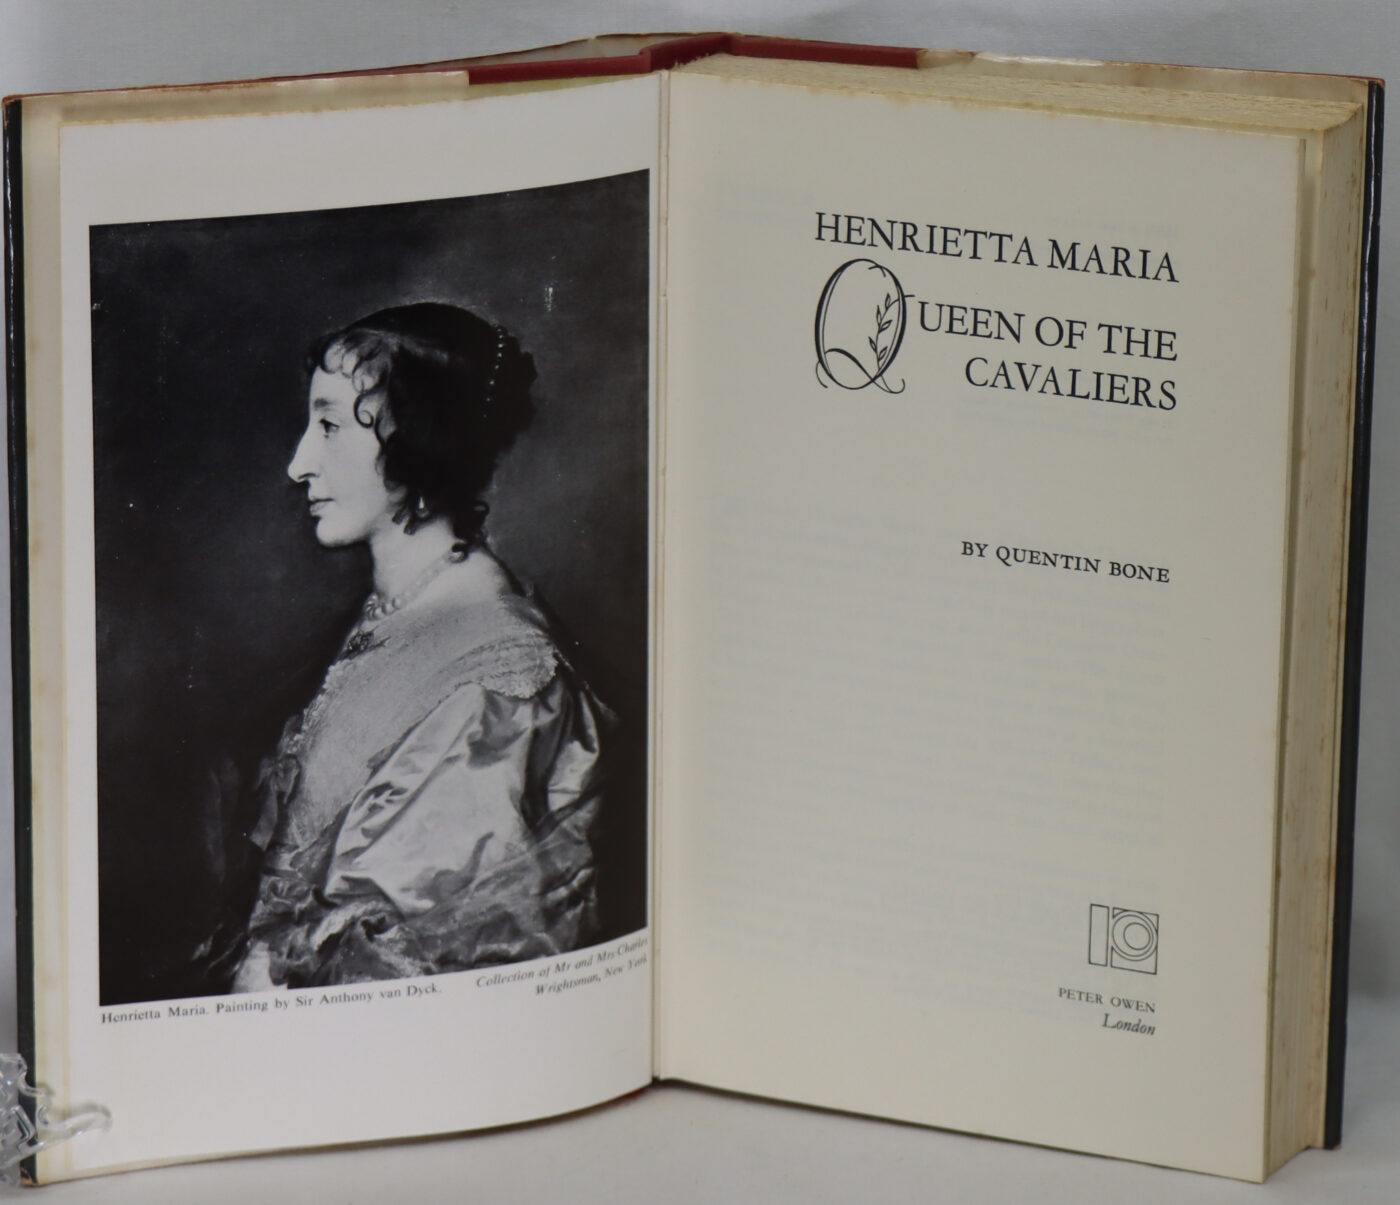 Henrietta Maria. Painting by Sir Anthony van Dyck.
Collection of Mr and Mrs Charles
Wrightsman, New York
HENRIETTA MARIA
QUEEN OF THE
CAVALIERS
BY QUENTIN BONE
PETER OWEN
London